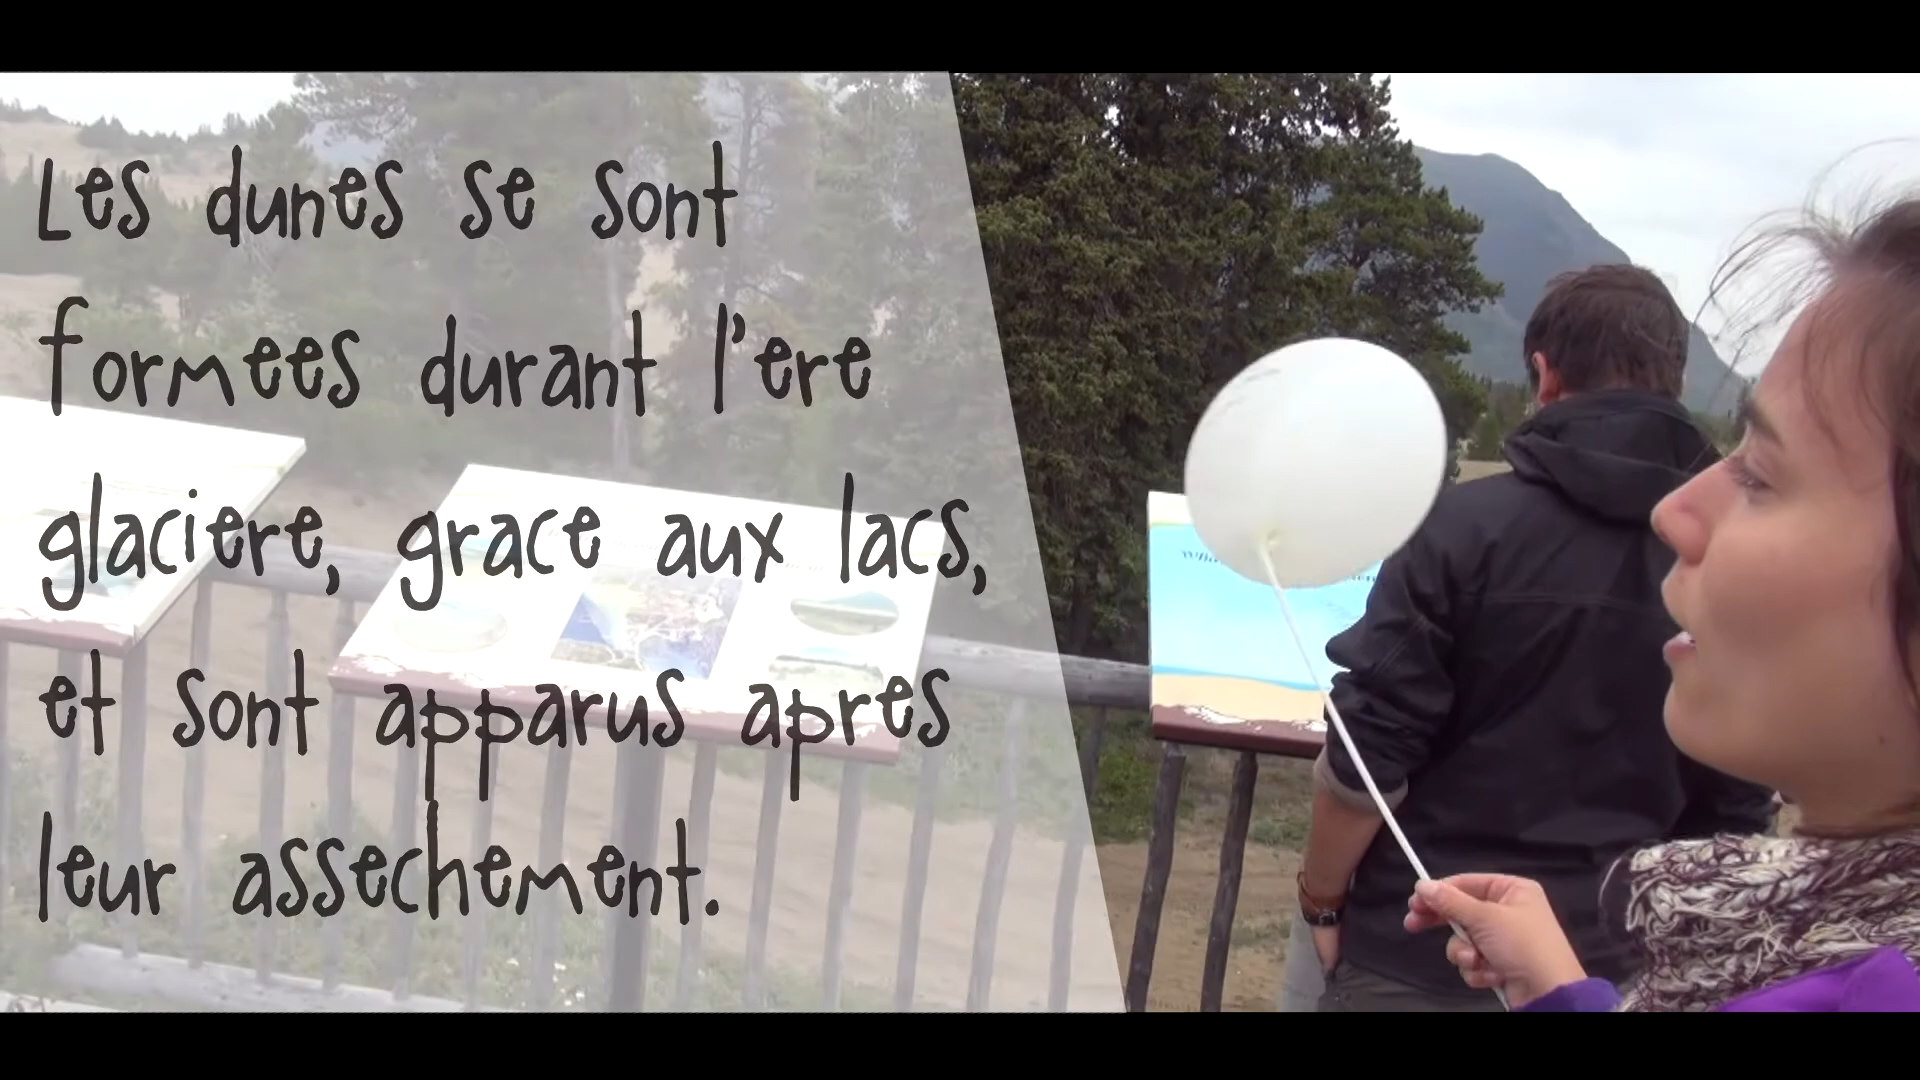 Les dunes se sont
formees durant l'ere
glaciere, grace aux lacs,
et sont apparus apres
leur assechement.